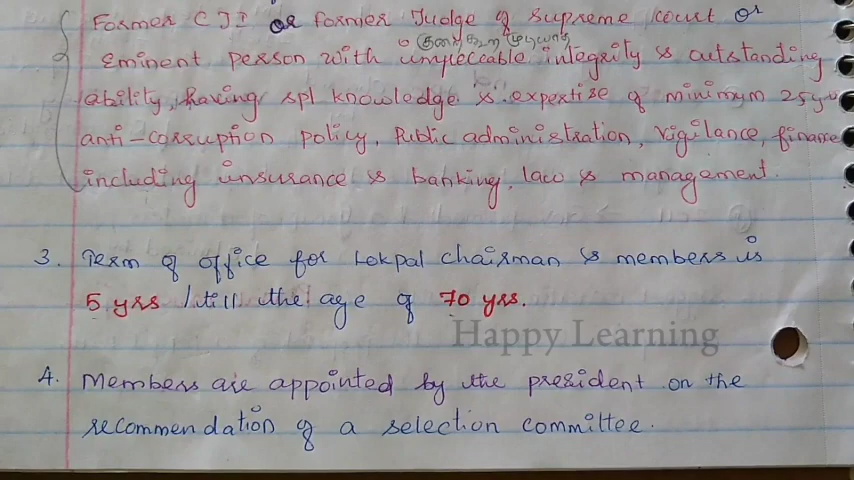 Former CJI or former Judge of Supreme court or
குறை கூற முடியாத
Eminent person with impeccable integrity & outstanding
ability, having spl knowledge & expertise of minimum 25yrs
anti-corruption policy, Public administration, Vigilance, finance
including insurance & banking, law & management.
3. Term of office for Lokpal chairman & members is
5 yrs / till the age of 70 yrs.
Happy Learning
4. Members are appointed by the president on the
recommendation of a selection committee.